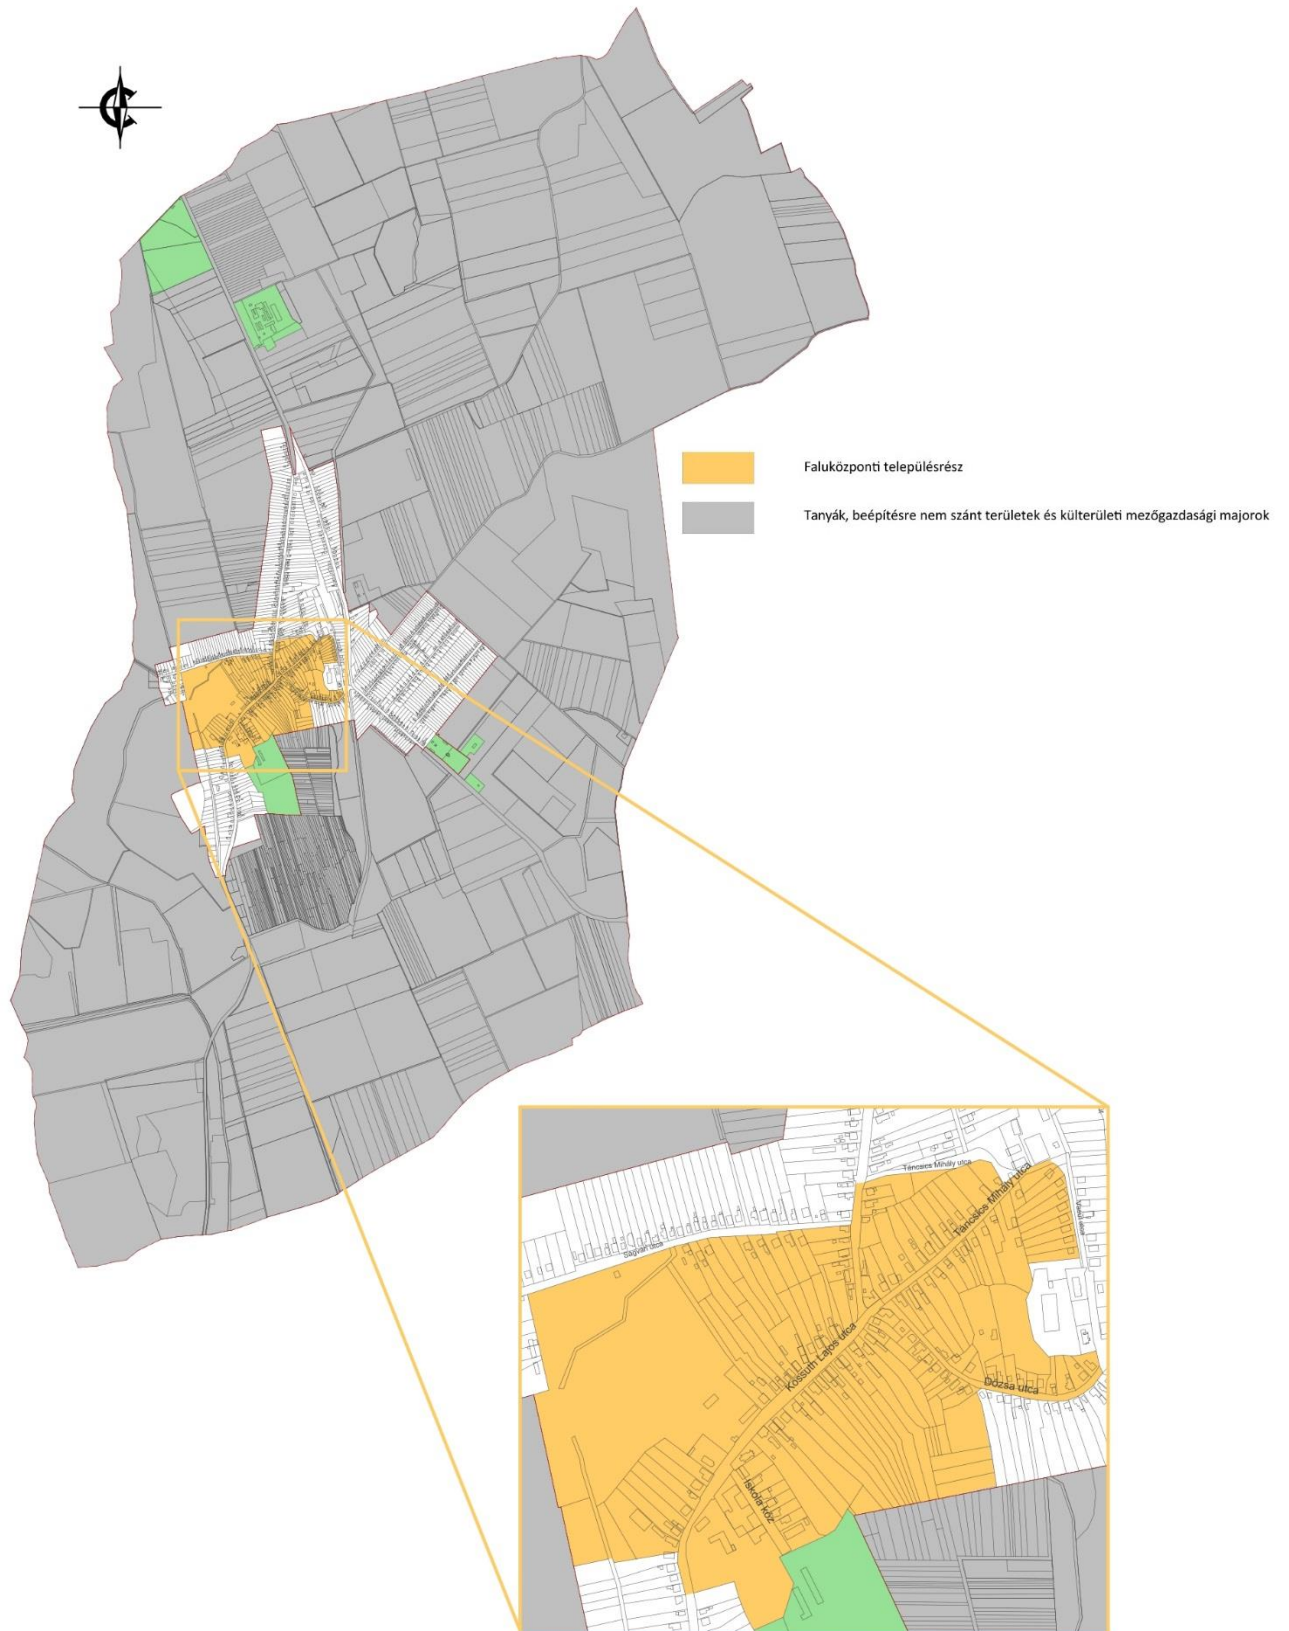 Faluközponti településrész
Tanyák, beépítésre nem szánt területek és külterületi mezőgazdasági majorok
Táncsics Mihály utca
Táncsics Mihály utca
Ságvári utca
Kossuth Lajos utca
Dózsa utca
Iskola köz